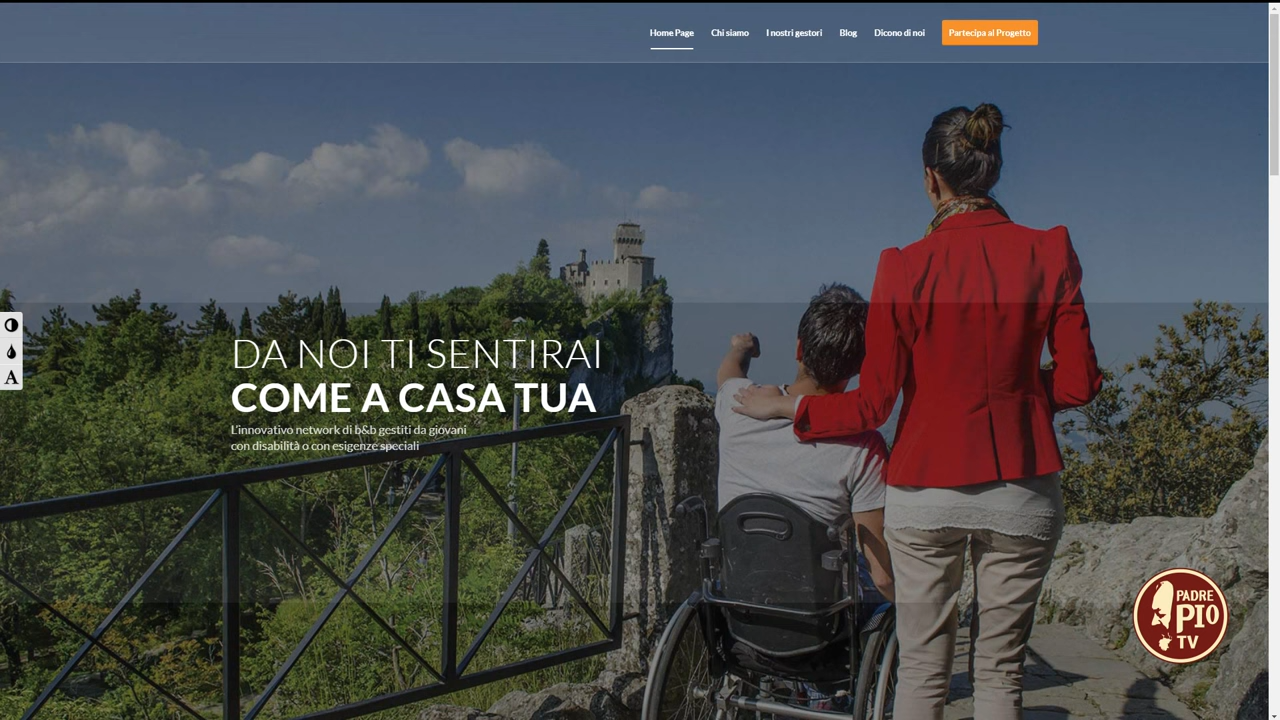 Home Page
Chi siamo
I nostri gestori
Blog
Dicono di noi
Partecipa al Progetto
DA NOI TI SENTIRAI
COME A CASA TUA
L'innovativo network di b&b gestiti da giovani
con disabilità o con esigenze speciali
A
PADRE
PIO
TV